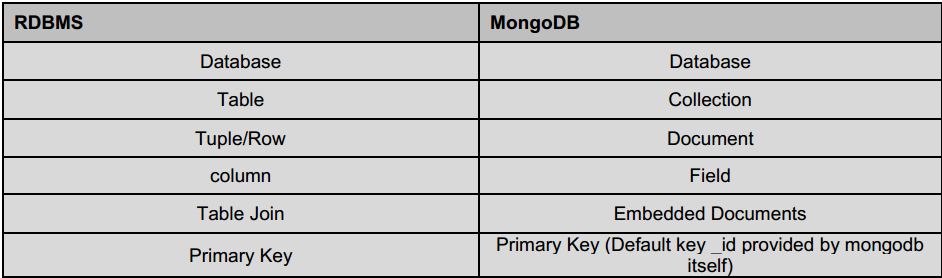 RDBMS MongoDB
Database Database
Table Collection
Tuple/Row Document
column Field
Table Join Embedded Documents
Primary Key Primary Key (Default key _id provided by mongodb
itself)